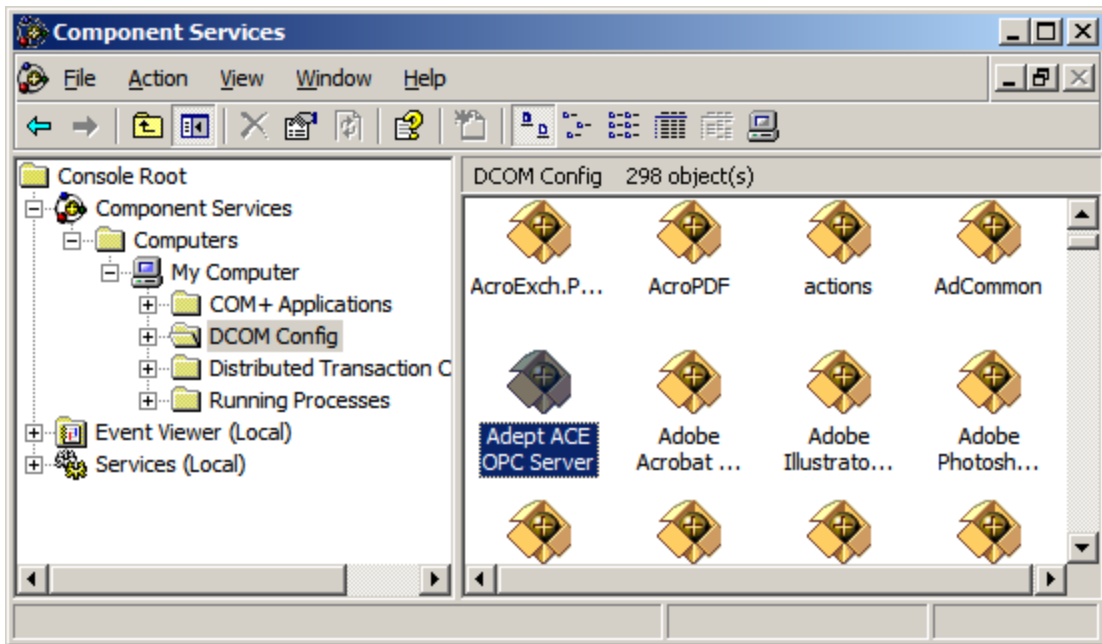 Component Services
File Action View Window Help
Console Root
Component Services
Computers
My Computer
COM+ Applications
DCOM Config
Distributed Transaction C
Running Processes
Event Viewer (Local)
Services (Local)
DCOM Config 298 object(s)
AcroExch.P... AcroPDF actions AdCommon
Adept ACE Adobe Adobe Adobe
OPC Server Acrobat ... Illustrato... Photosh...